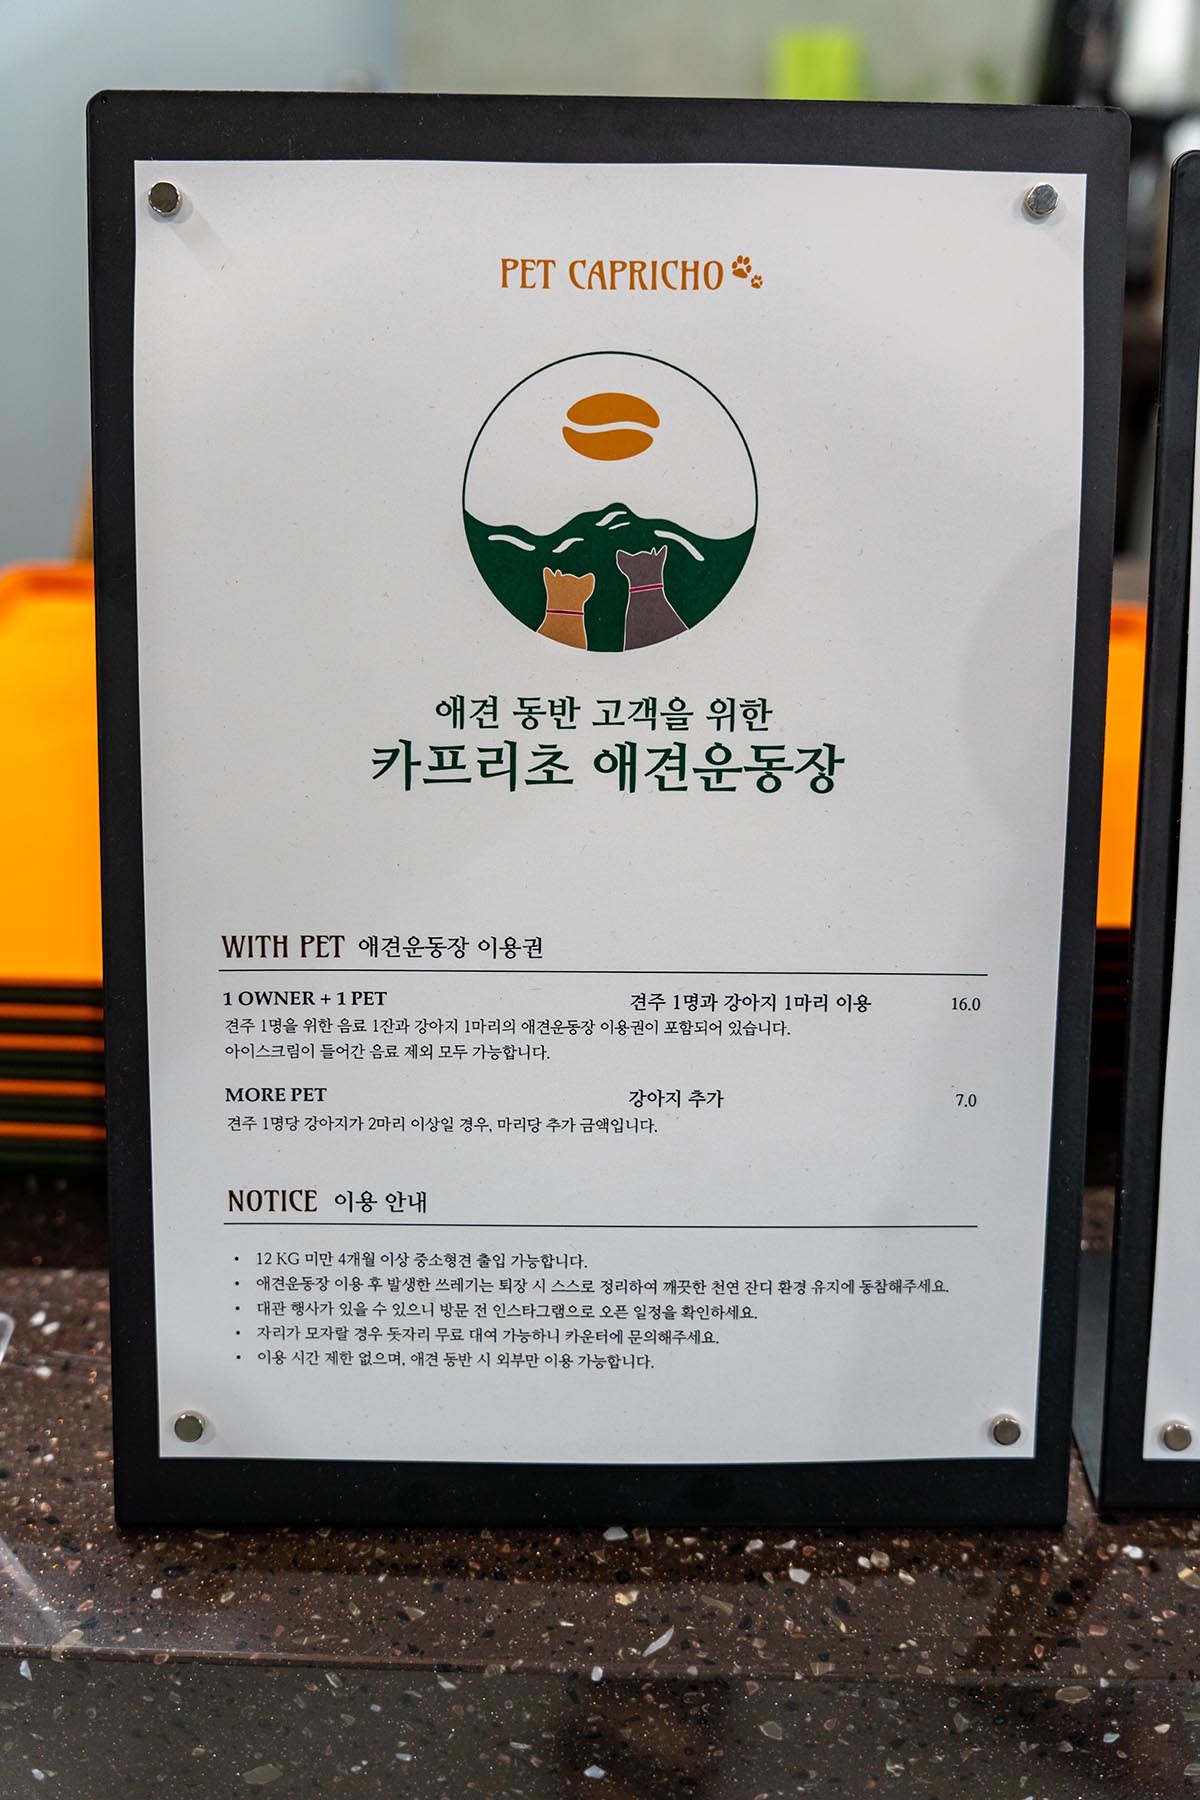 PET CAPRICHO
애견 동반 고객을 위한
카프리초 애견운동장
WITH PET 애견운동장 이용권
1 OWNER + 1 PET 견주 1명과 강아지 1마리 이용 16.0
견주 1명을 위한 음료 1잔과 강아지 1마리의 애견운동장 이용권이 포함되어 있습니다.
아이스크림이 들어간 음료 제외 모두 가능합니다.
MORE PET 강아지 추가 7.0
견주 1명당 강아지가 2마리 이상일 경우, 마리당 추가 금액입니다.
NOTICE 이용 안내
• 12 KG 미만 4개월 이상 중소형견 출입 가능합니다.
• 애견운동장 이용 후 발생한 쓰레기는 퇴장 시 스스로 정리하여 깨끗한 천연 잔디 환경 유지에 동참해주세요.
• 대관 행사가 있을 수 있으니 방문 전 인스타그램으로 오픈 일정을 확인하세요.
• 자리가 모자랄 경우 돗자리 무료 대여 가능하니 카운터에 문의해주세요.
• 이용 시간 제한 없으며, 애견 동반 시 외부만 이용 가능합니다.